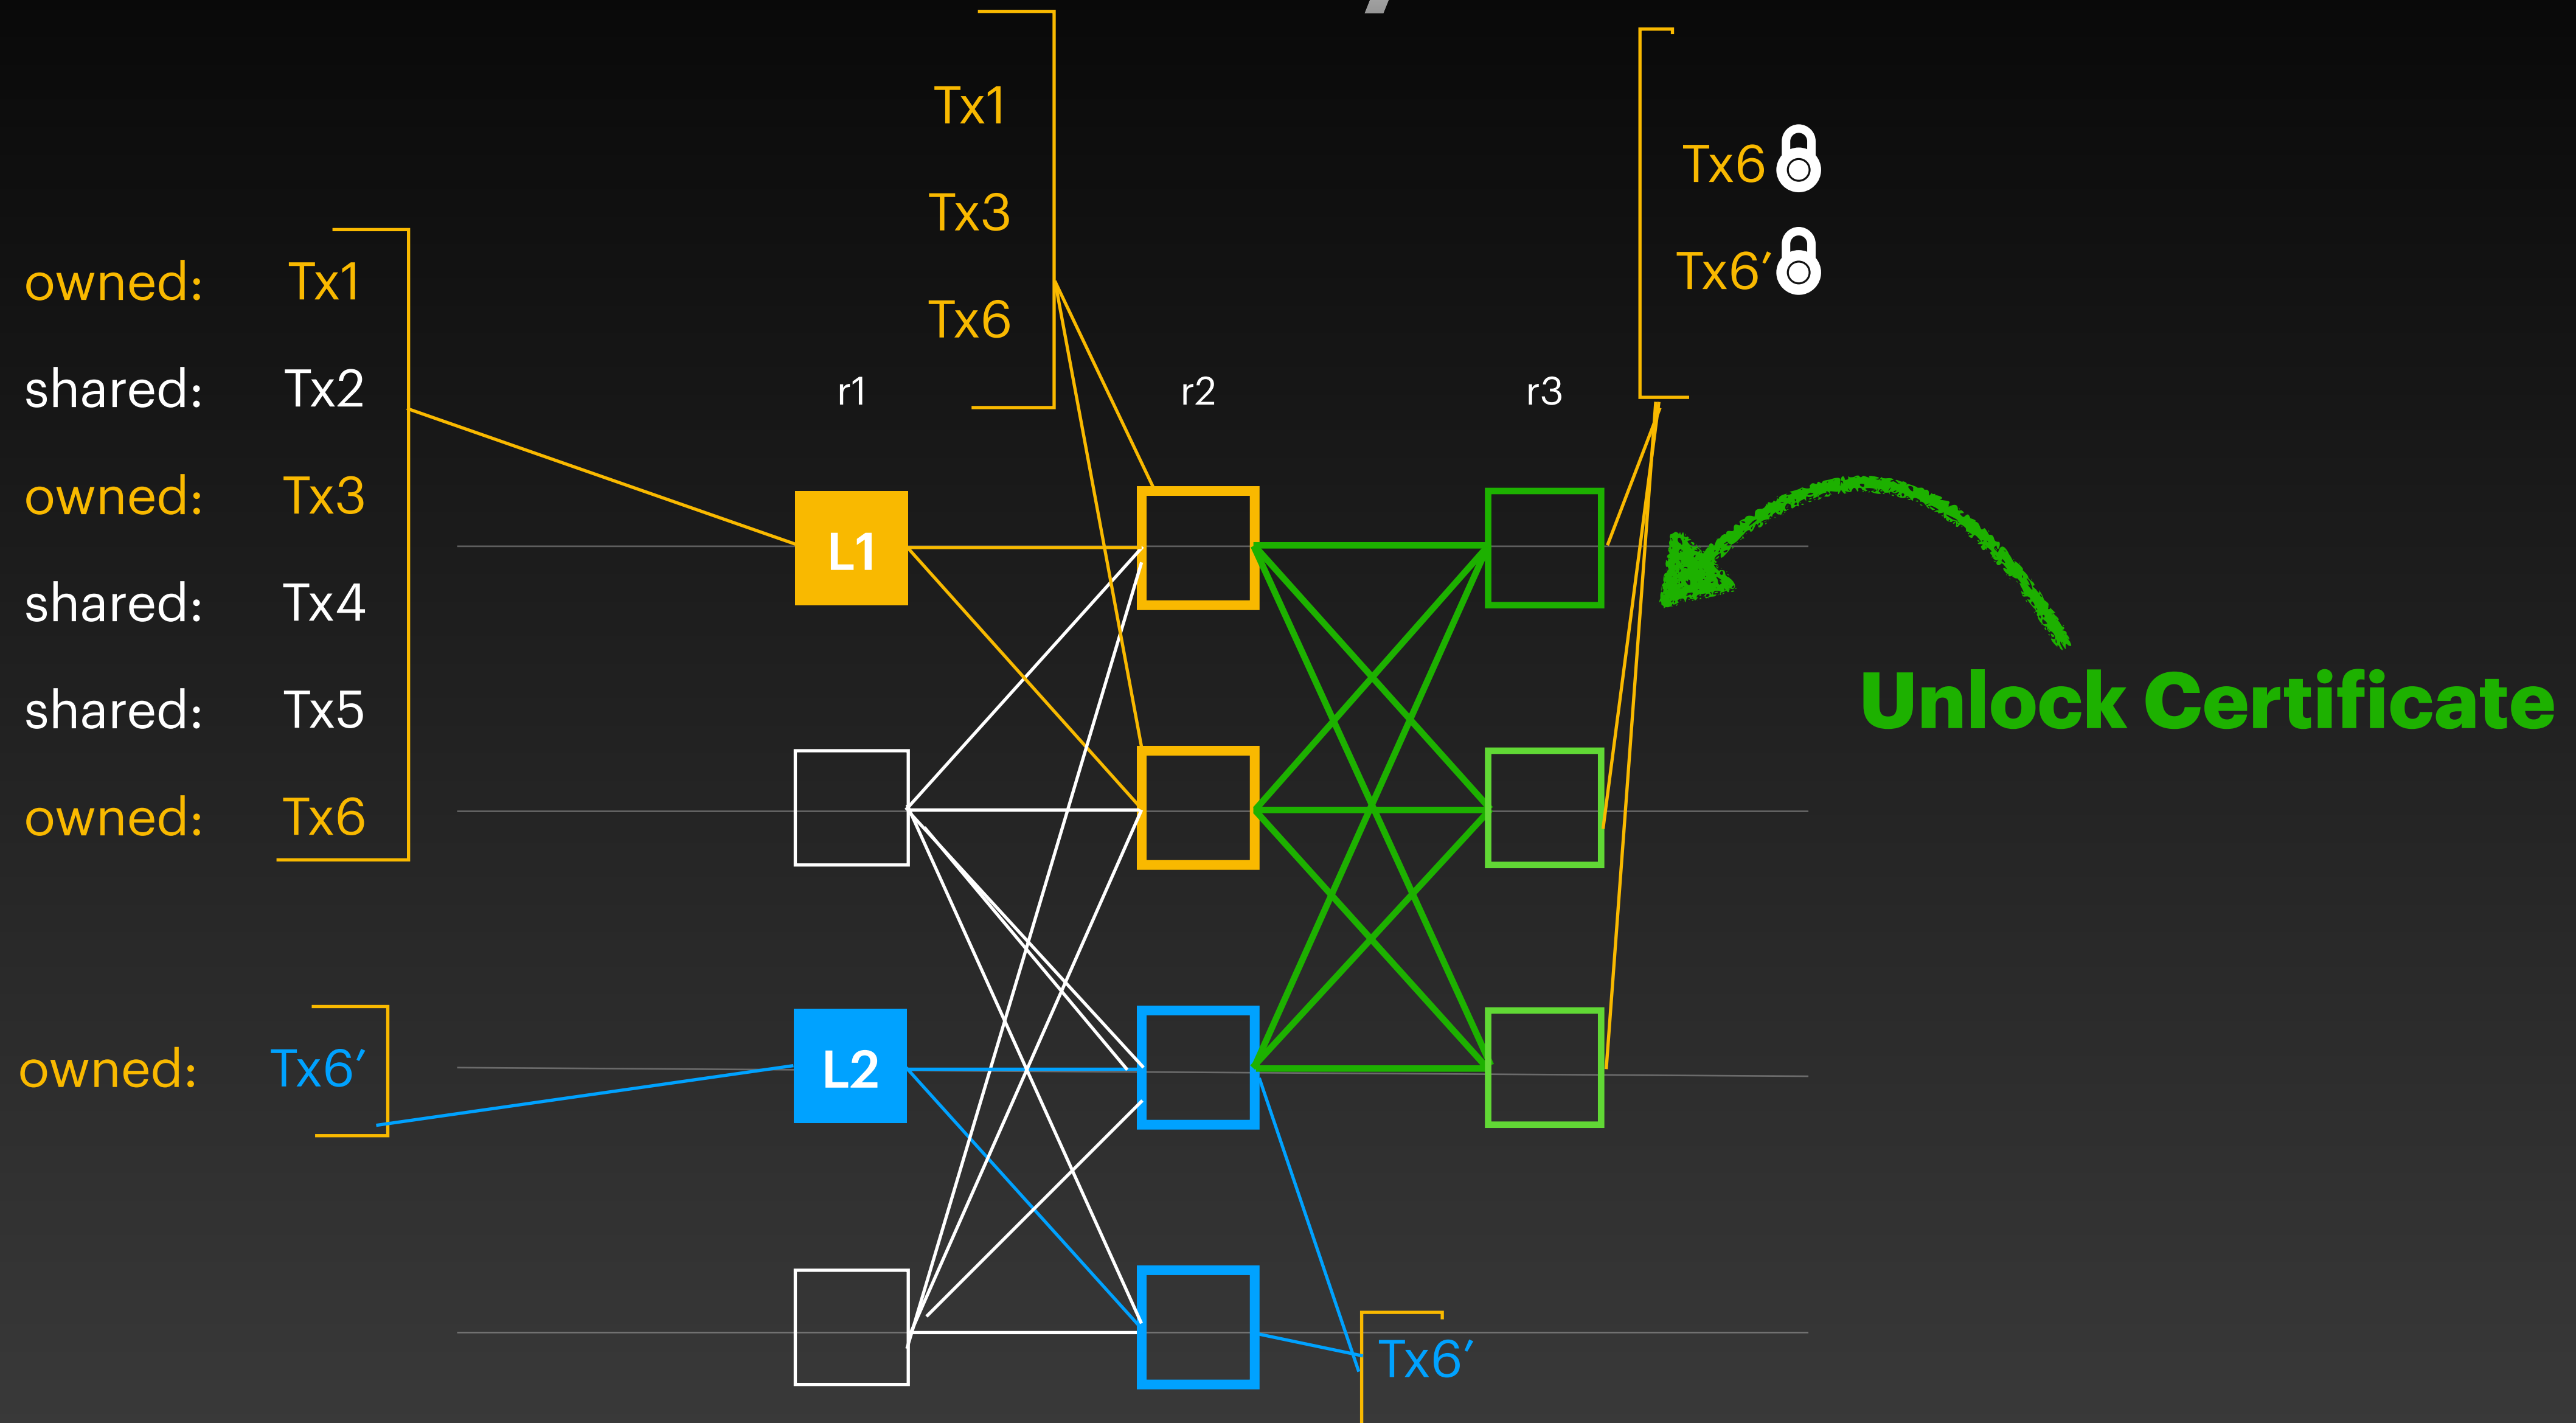 Tx1
Tx3
Tx6
Tx6
Tx6′
r1
r2
r3
owned: Tx1
shared: Tx2
owned: Tx3
shared: Tx4
shared: Tx5
owned: Tx6
L1
Unlock Certificate
owned: Tx6′
L2
Tx6′